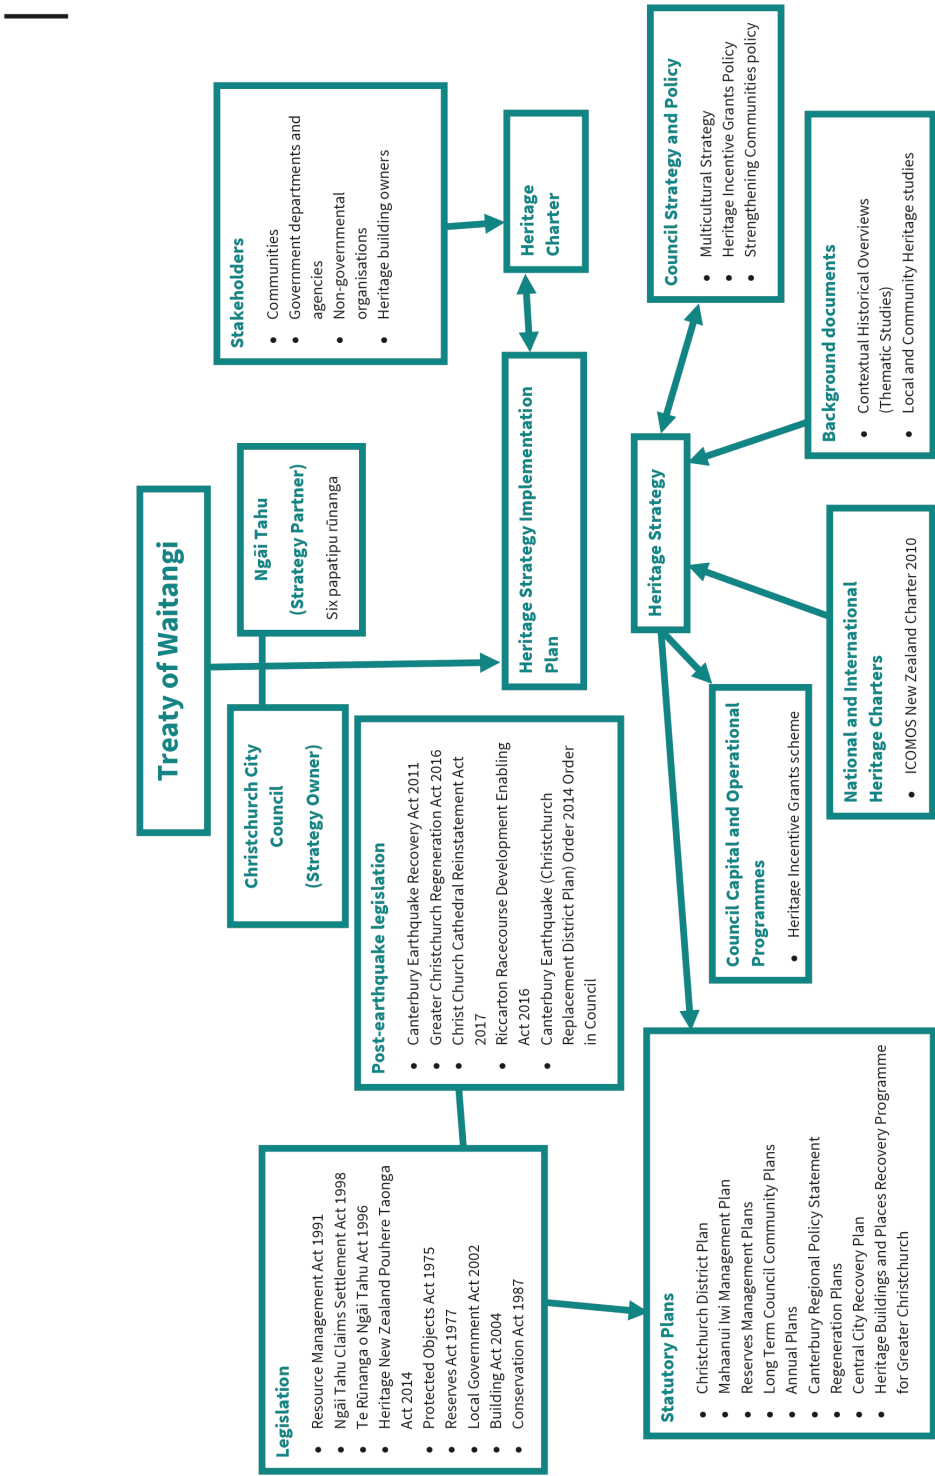 Treaty of Waitangi
Christchurch City
Council
(Strategy Owner)
Ngāi Tahu
(Strategy Partner)
Six papatipu rūnanga
Legislation
• Resource Management Act 1991
• Ngāi Tahu Claims Settlement Act 1998
• Te Rūnanga o Ngāi Tahu Act 1996
• Heritage New Zealand Pouhere Taonga
Act 2014
• Protected Objects Act 1975
• Reserves Act 1977
• Local Government Act 2002
• Building Act 2004
• Conservation Act 1987
Post-earthquake legislation
• Canterbury Earthquake Recovery Act 2011
• Greater Christchurch Regeneration Act 2016
• Christ Church Cathedral Reinstatement Act
2017
• Riccarton Racecourse Development Enabling
Act 2016
• Canterbury Earthquake (Christchurch
Replacement District Plan) Order 2014 Order
in Council
Stakeholders
• Communities
• Government departments and
agencies
• Non-governmental
organisations
• Heritage building owners
Heritage Strategy Implementation
Plan
Heritage
Charter
Statutory Plans
• Christchurch District Plan
• Mahaanui Iwi Management Plan
• Reserves Management Plans
• Long Term Council Community Plans
• Annual Plans
• Canterbury Regional Policy Statement
• Regeneration Plans
• Central City Recovery Plan
• Heritage Buildings and Places Recovery Programme
for Greater Christchurch
Heritage Strategy
Council Strategy and Policy
• Multicultural Strategy
• Heritage Incentive Grants Policy
• Strengthening Communities policy
Council Capital and Operational
Programmes
• Heritage Incentive Grants scheme
National and International
Heritage Charters
• ICOMOS New Zealand Charter 2010
Background documents
• Contextual Historical Overviews
(Thematic Studies)
• Local and Community Heritage studies